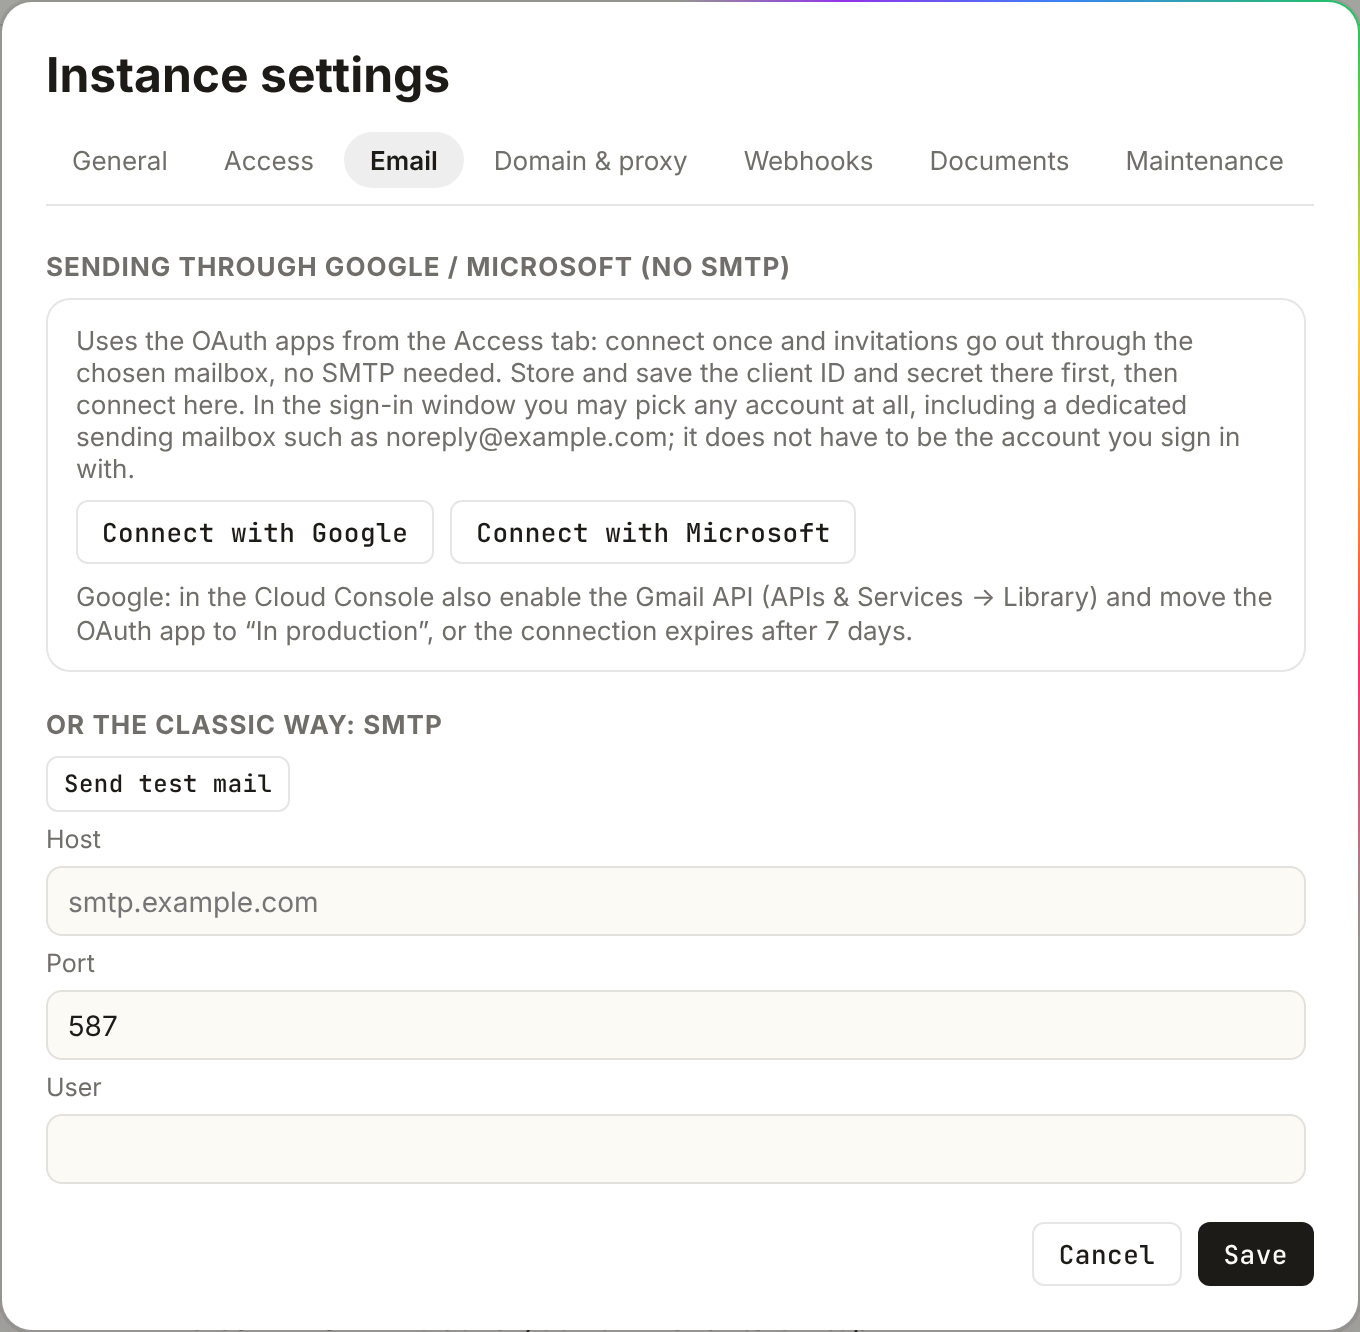 Instance settings
General Access Email Domain & proxy Webhooks Documents Maintenance
SENDING THROUGH GOOGLE / MICROSOFT (NO SMTP)
Uses the OAuth apps from the Access tab: connect once and invitations go out through the
chosen mailbox, no SMTP needed. Store and save the client ID and secret there first, then
connect here. In the sign-in window you may pick any account at all, including a dedicated
sending mailbox such as noreply@example.com; it does not have to be the account you sign in
with.
Connect with Google Connect with Microsoft
Google: in the Cloud Console also enable the Gmail API (APIs & Services → Library) and move the
OAuth app to “In production”, or the connection expires after 7 days.
OR THE CLASSIC WAY: SMTP
Send test mail
Host
smtp.example.com
Port
587
User
Cancel Save